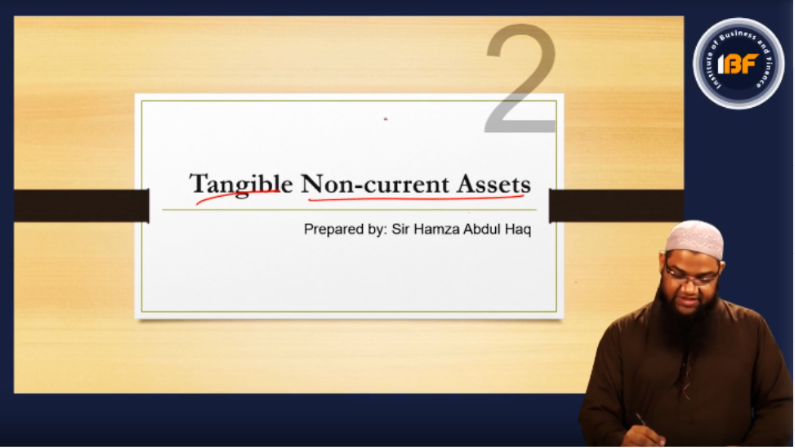 2
Tangible Non-current Assets
Prepared by: Sir Hamza Abdul Haq
Institute of Business and Finance
IBF